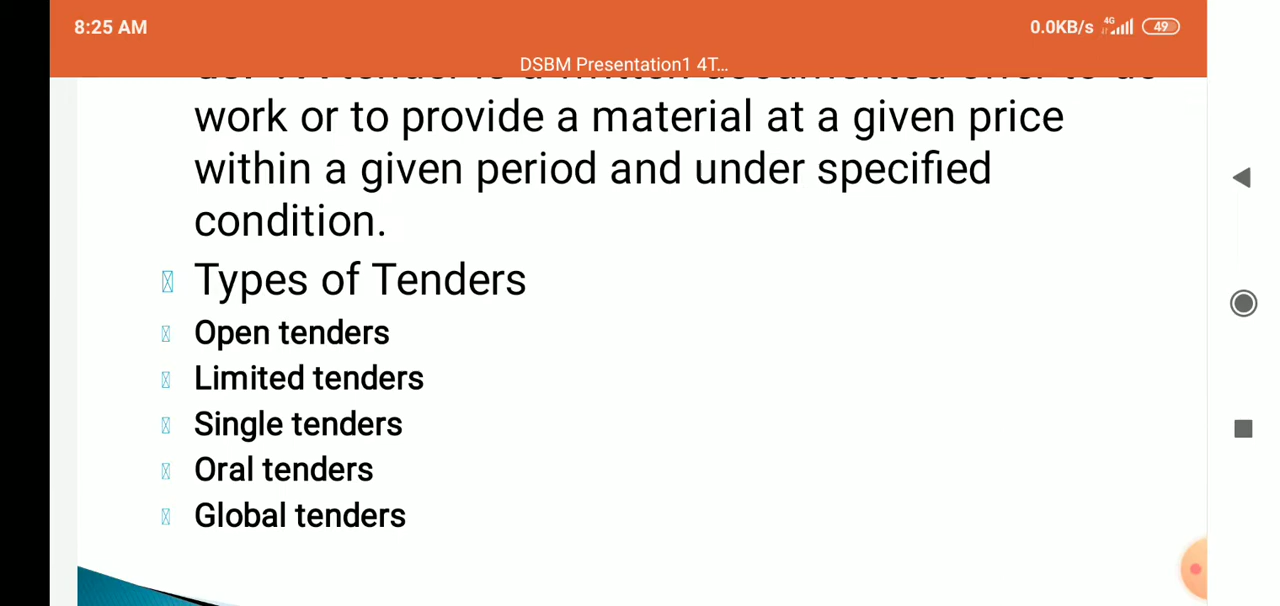 8:25 AM
0.0KB/s 4G 49
DSBM Presentation1 4T...
work or to provide a material at a given price
within a given period and under specified
condition.
Types of Tenders
Open tenders
Limited tenders
Single tenders
Oral tenders
Global tenders